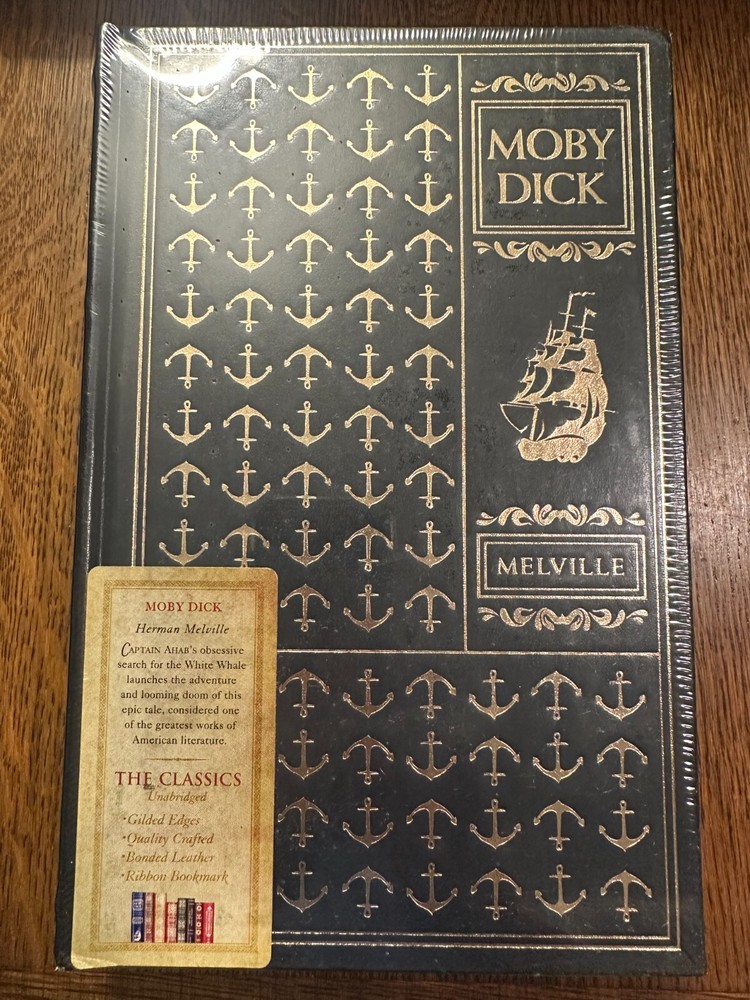 MOBY
DICK
MELVILLE
MOBY DICK
Herman Melville
CAPTAIN AHAB'S obsessive
search for the White Whale
launches the adventure
and looming doom of this
epic tale, considered one
of the greatest works of
American literature.
THE CLASSICS
Unabridged
•Gilded Edges
•Quality Crafted
•Bonded Leather
•Ribbon Bookmark